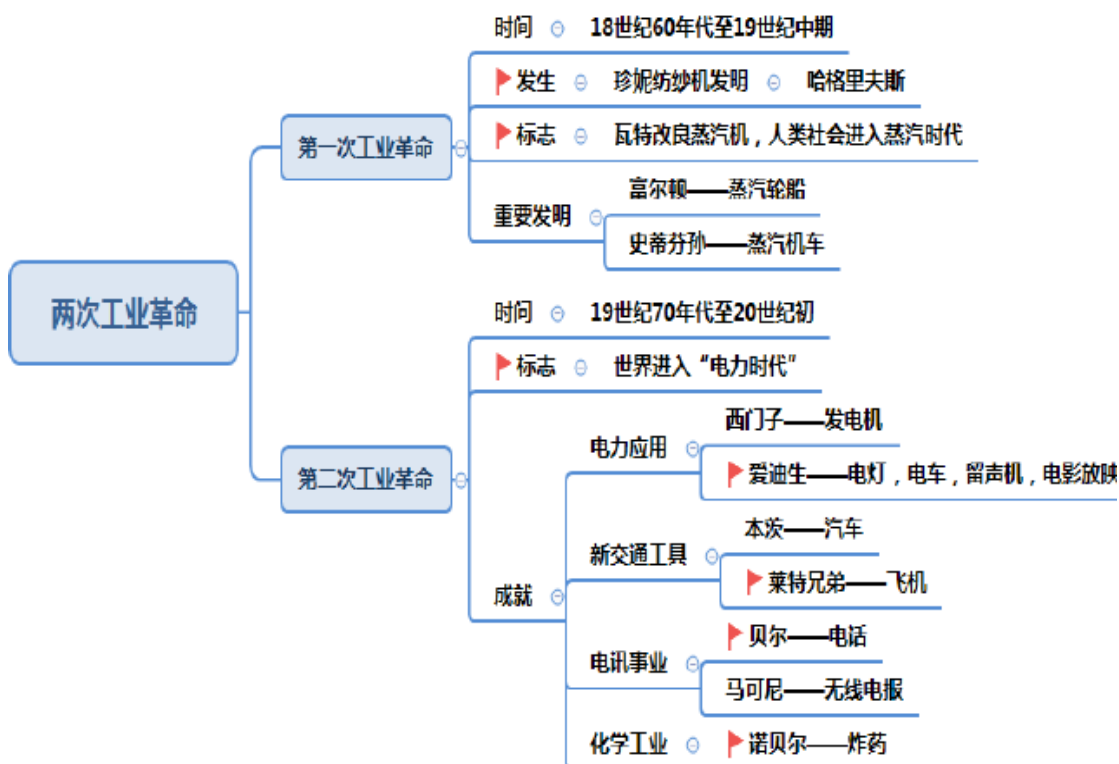 两次工业革命
第一次工业革命
时间 18世纪60年代至19世纪中期
发生 珍妮纺纱机发明 哈格里夫斯
标志 瓦特改良蒸汽机，人类社会进入蒸汽时代
重要发明
富尔顿——蒸汽轮船
史蒂芬孙——蒸汽机车
第二次工业革命
时间 19世纪70年代至20世纪初
标志 世界进入“电力时代”
成就
电力应用
西门子——发电机
爱迪生——电灯，电车，留声机，电影放映
新交通工具
本茨——汽车
莱特兄弟——飞机
电讯事业
贝尔——电话
马可尼——无线电报
化学工业 诺贝尔——炸药